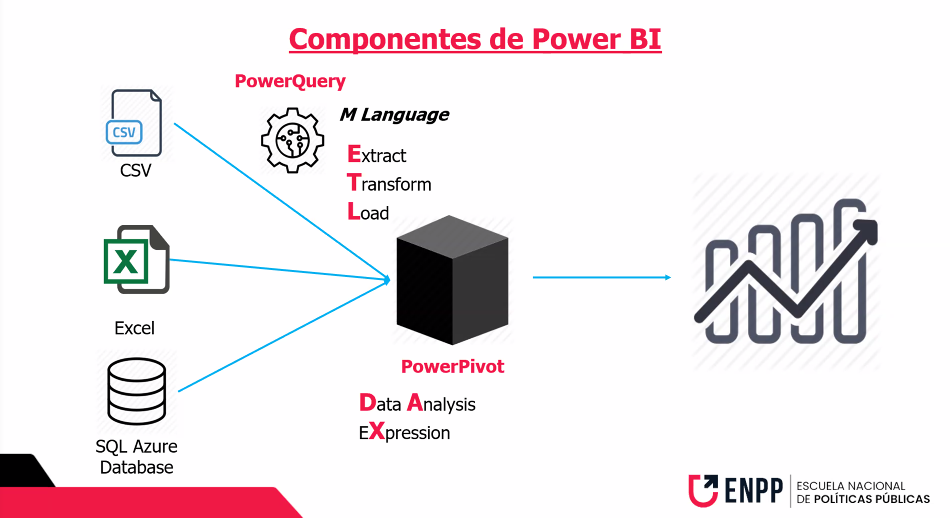 Componentes de Power BI
PowerQuery
M Language
CSV
CSV
Extract
Transform
Load
X
Excel
PowerPivot
Data Analysis
EXpression
SQL Azure
Database
ENPP
ESCUELA NACIONAL
DE POLÍTICAS PÚBLICAS